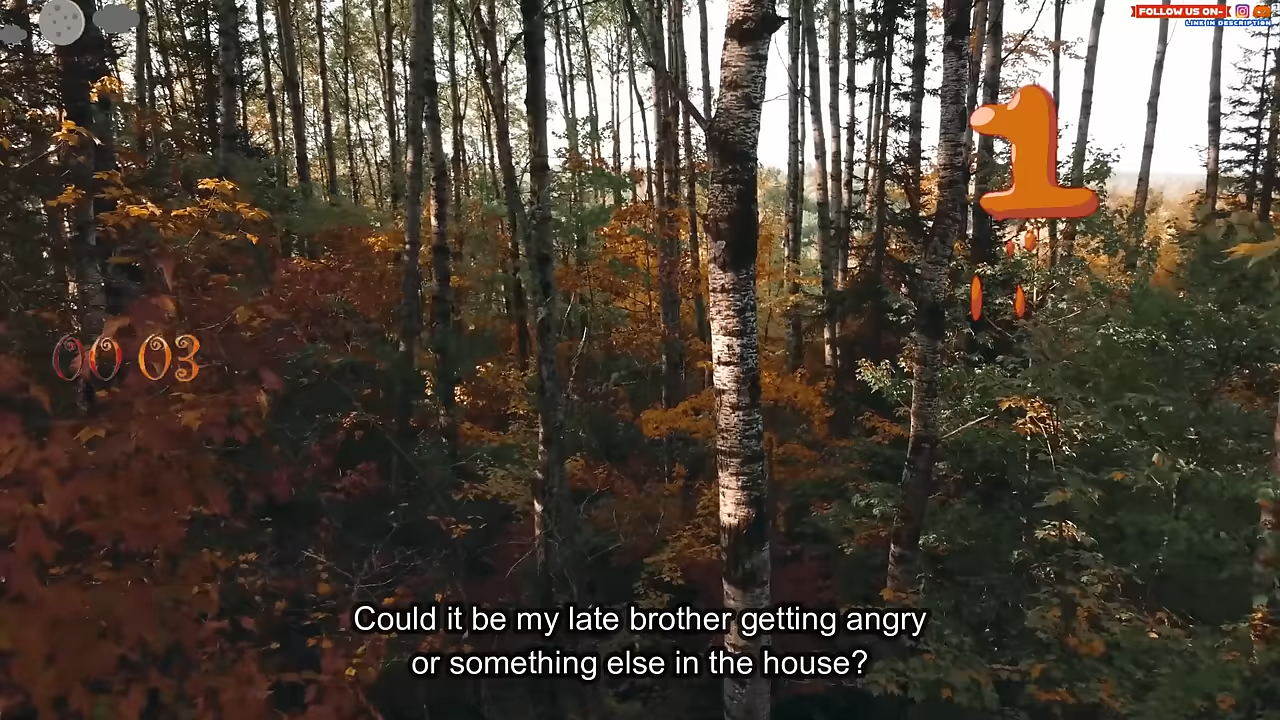 FOLLOW US ON-
LINK IN DESCRIPTION
1
00 03
Could it be my late brother getting angry
or something else in the house?